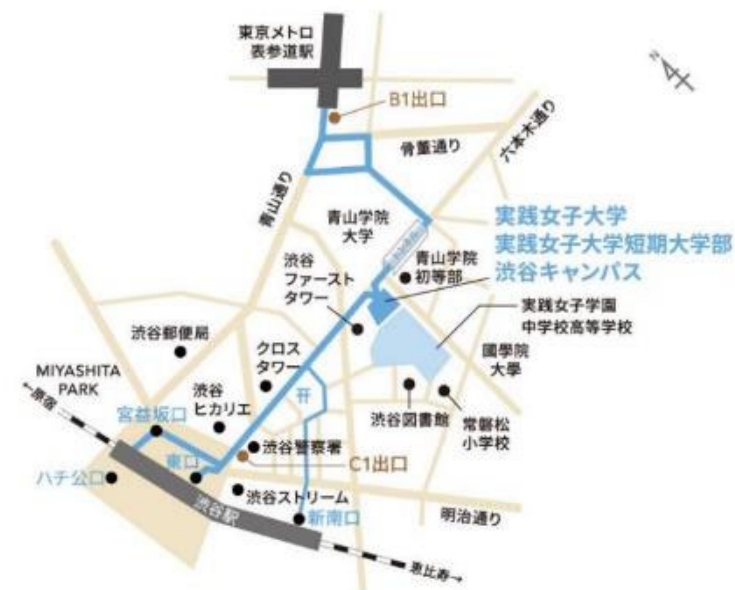 東京メトロ
表参道駅
N
B1出口
骨董通り
六本木通り
青山通り
青山学院
大学
実践女子大学
実践女子大学短期大学部
渋谷キャンパス
青山学院
初等部
渋谷
ファースト
タワー
実践女子学園
中学校高等学校
渋谷郵便局
クロス
タワー
國學院
大學
MIYASHITA
PARK
渋谷
ヒカリエ
←原宿
宮益坂口
渋谷図書館
常磐松
小学校
渋谷警察署
C1出口
東口
ハチ公口
渋谷ストリーム
渋谷駅
新南口
明治通り
恵比寿→